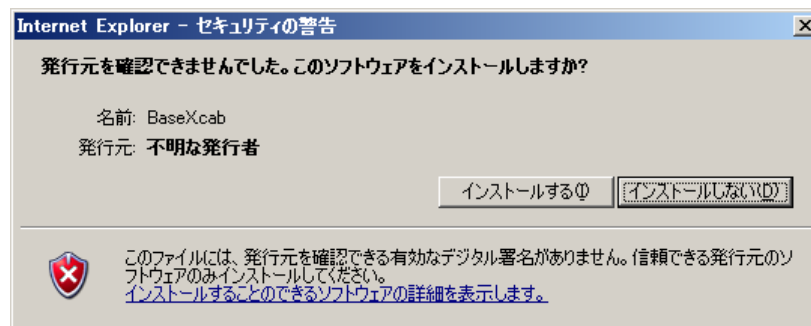 Internet Explorer - セキュリティの警告
発行元を確認できませんでした。このソフトウェアをインストールしますか?
名前: BaseX.cab
発行元: 不明な発行者
インストールする(I)
インストールしない(D)
このファイルには、発行元を確認できる有効なデジタル署名がありません。信頼できる発行元のソ
フトウェアのみインストールしてください。
インストールすることのできるソフトウェアの詳細を表示します。